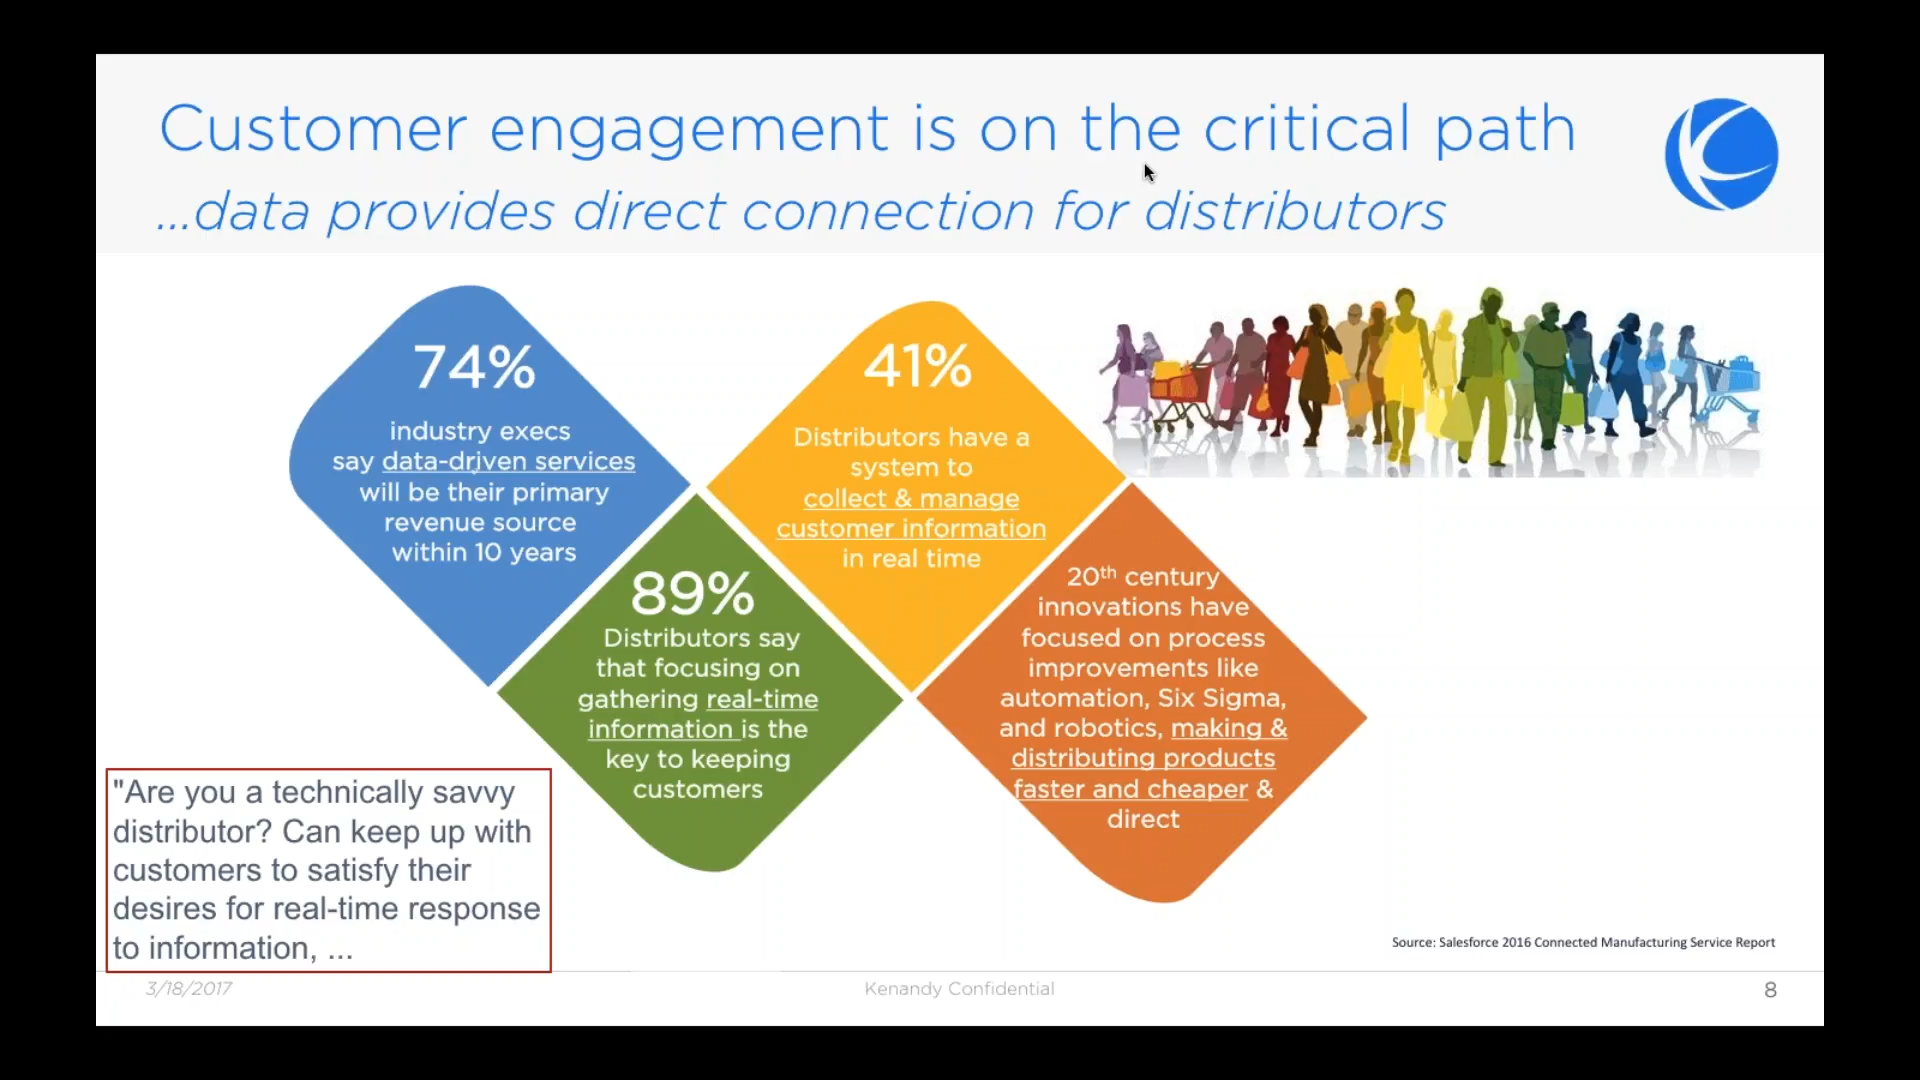 Customer engagement is on the critical path
...data provides direct connection for distributors
74%
industry execs
say data-driven services
will be their primary
revenue source
within 10 years
41%
Distributors have a
system to
collect & manage
customer information
in real time
89%
Distributors say
that focusing on
gathering real-time
information is the
key to keeping
customers
20th century
innovations have
focused on process
improvements like
automation, Six Sigma,
and robotics, making &
distributing products
faster and cheaper &
direct
"Are you a technically savvy
distributor? Can keep up with
customers to satisfy their
desires for real-time response
to information, ...
Source: Salesforce 2016 Connected Manufacturing Service Report
3/18/2017
Kenandy Confidential
8